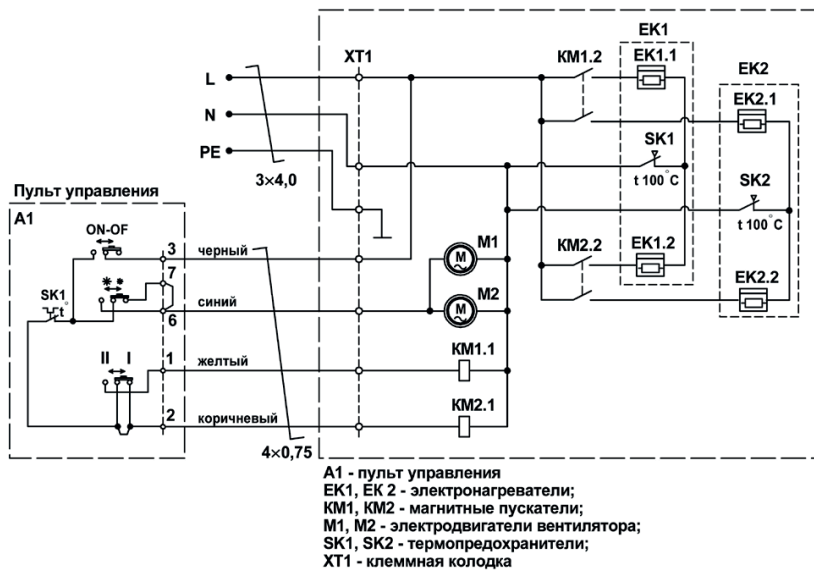 EK1
XT1
KM1.2
EK1.1
EK2
L
EK2.1
N
SK1
PE
t 100°C
3×4,0
SK2
Пульт управления
t 100°C
A1
ON-OF
M1
KM2.2
EK1.2
3
черный
M
7
M2
EK2.2
SK1
t°
M
синий
6
KM1.1
II I
1
желтый
KM2.1
2
коричневый
4×0,75
A1 - пульт управления
EK1, EK 2 - электронагреватели;
KM1, KM2 - магнитные пускатели;
M1, M2 - электродвигатели вентилятора;
SK1, SK2 - термопредохранители;
XT1 - клеммная колодка